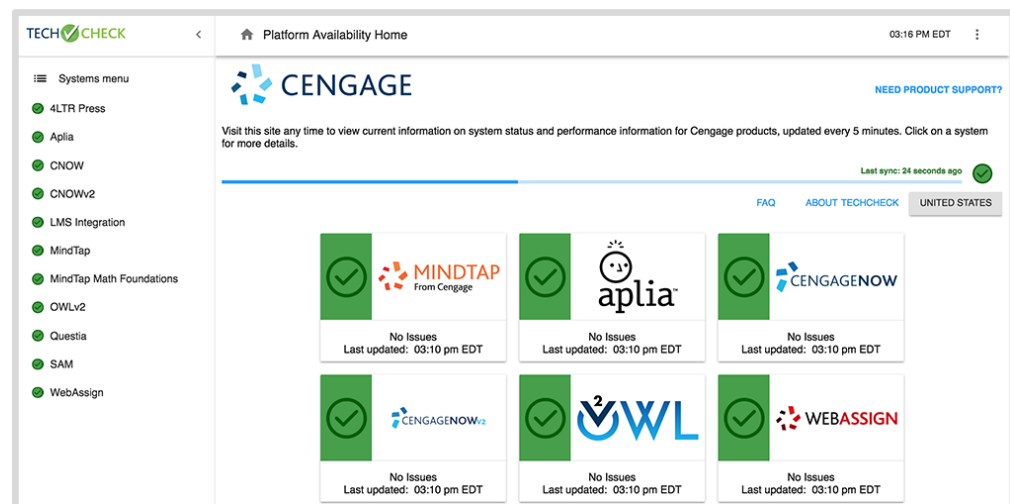 TECH CHECK
Platform Availability Home
03:16 PM EDT
Systems menu
4LTR Press
Aplia
CNOW
CNOWv2
LMS Integration
MindTap
MindTap Math Foundations
OWLv2
Questia
SAM
WebAssign
CENGAGE
NEED PRODUCT SUPPORT?
Visit this site any time to view current information on system status and performance information for Cengage products, updated every 5 minutes. Click on a system
for more details.
Last sync: 24 seconds ago
FAQ
ABOUT TECHCHECK
UNITED STATES
MINDTAP
From Cengage
No Issues
Last updated: 03:10 pm EDT
aplia™
No Issues
Last updated: 03:10 pm EDT
CENGAGENOW
No Issues
Last updated: 03:10 pm EDT
CENGAGENOWv2
No Issues
Last updated: 03:10 pm EDT
OWL
2
No Issues
Last updated: 03:10 pm EDT
WEBASSIGN
No Issues
Last updated: 03:10 pm EDT